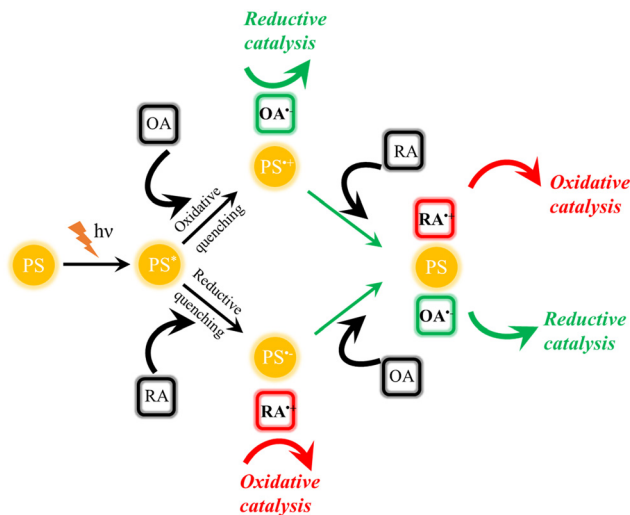 Reductive
catalysis
OA
OA•-
PS•+
RA
Oxidative
catalysis
Oxidative
quenching
RA•+
hν
PS
PS*
PS
Reductive
quenching
OA•-
Reductive
catalysis
PS•-
RA
OA
RA•+
Oxidative
catalysis